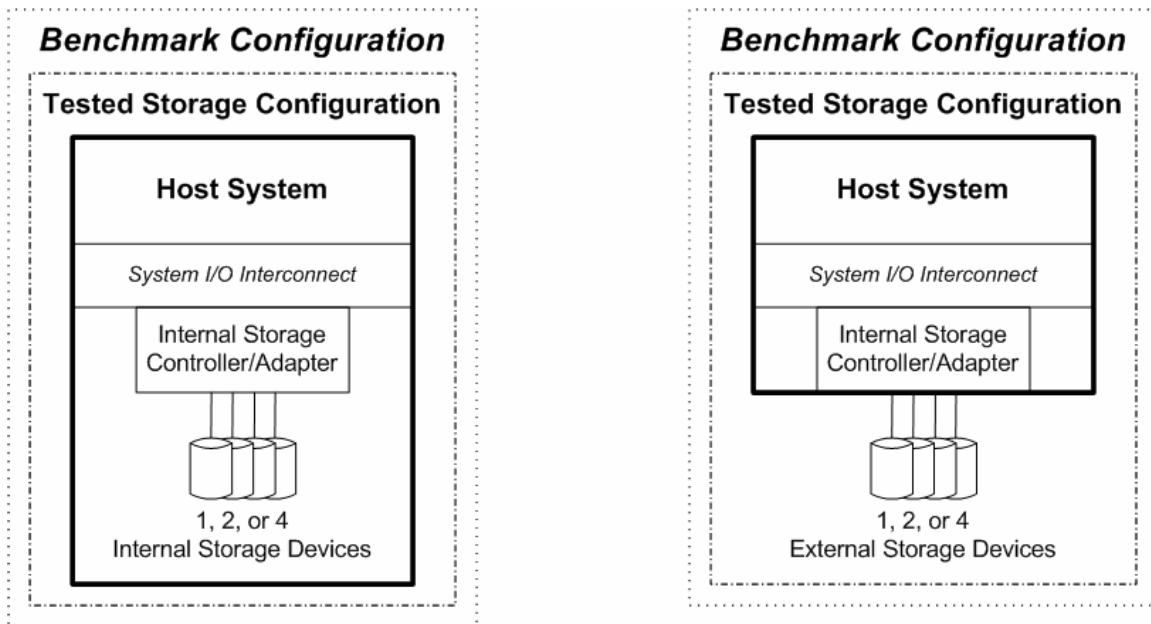 Benchmark Configuration
Tested Storage Configuration
Host System
System I/O Interconnect
Internal Storage
Controller/Adapter
1, 2, or 4
Internal Storage Devices
Benchmark Configuration
Tested Storage Configuration
Host System
System I/O Interconnect
Internal Storage
Controller/Adapter
1, 2, or 4
External Storage Devices